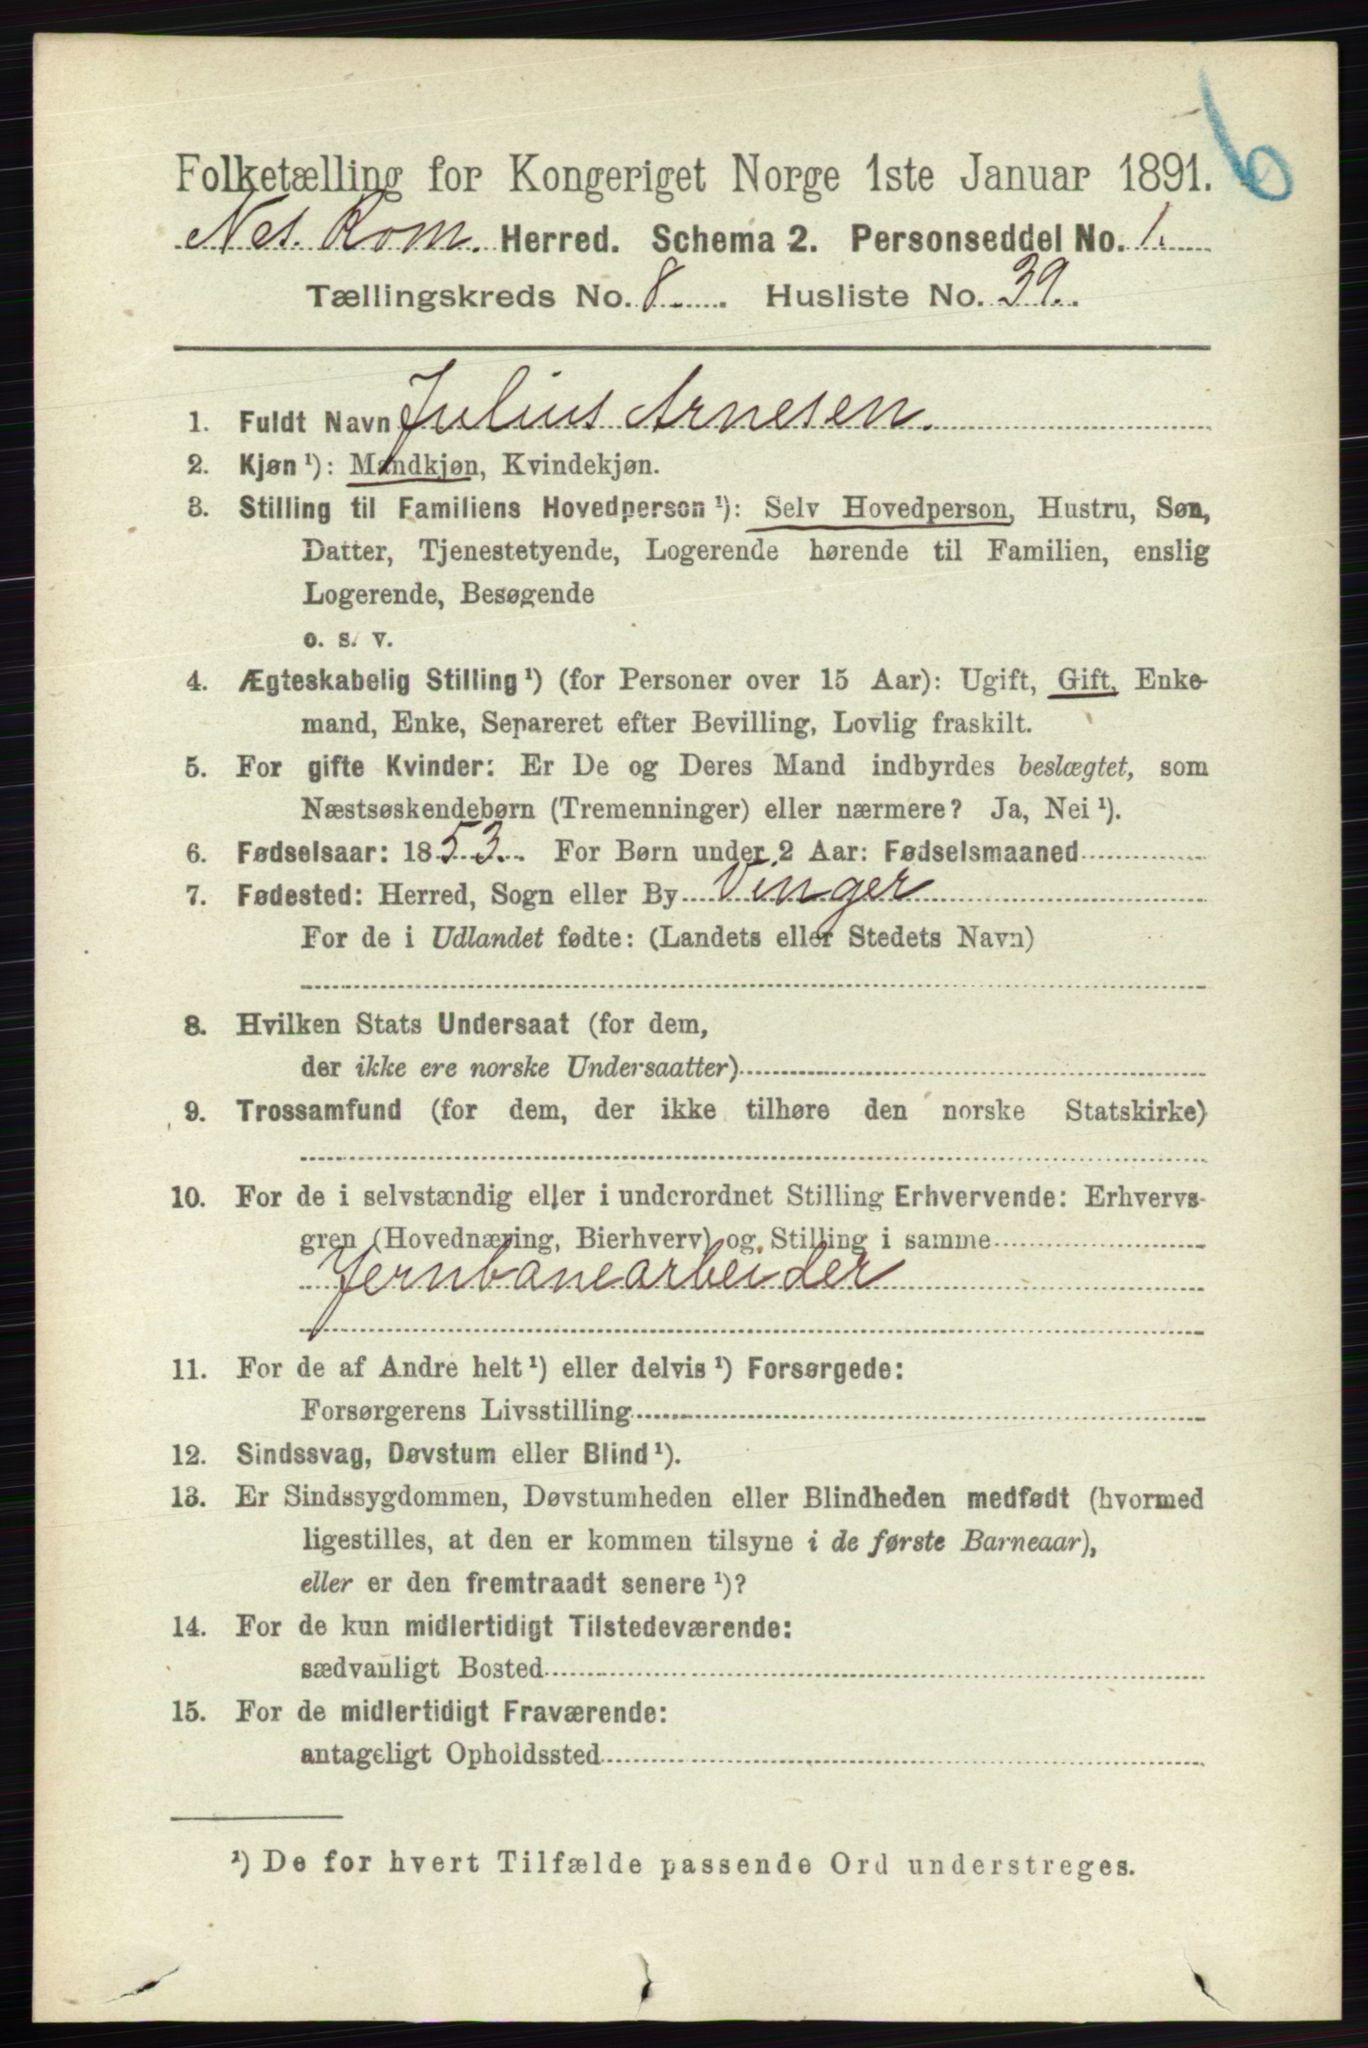 6
Folketælling for Kongeriget Norge 1ste Januar 1891.
Nes. Rom. Herred. Schema 2. Personseddel No. 1.
Tællingskreds No. 8. Husliste No. 39.
1. Fuldt Navn Julius Arnesen.
2. Kjøn ¹): Mandkjøn, Kvindekjøn.
3. Stilling til Familiens Hovedperson ¹): Selv Hovedperson, Hustru, Søn,
Datter, Tjenestetyende, Logerende hørende til Familien, enslig
Logerende, Besøgende
o. s. v.
4. Ægteskabelig Stilling ¹) (for Personer over 15 Aar): Ugift, Gift, Enke-
mand, Enke, Separeret efter Bevilling, Lovlig fraskilt.
5. For gifte Kvinder: Er De og Deres Mand indbyrdes beslægtet, som
Næstsøskendebørn (Tremenninger) eller nærmere? Ja, Nei ¹).
6. Fødselsaar: 1853. For Børn under 2 Aar: Fødselsmaaned
7. Fødested: Herred, Sogn eller By Vinger
For de i Udlandet fødte: (Landets eller Stedets Navn)
8. Hvilken Stats Undersaat (for dem,
der ikke ere norske Undersaatter)
9. Trossamfund (for dem, der ikke tilhøre den norske Statskirke)
10. For de i selvstændig eller i underordnet Stilling Erhvervende: Erhvervs-
gren (Hovednæring, Bierhverv) og Stilling i samme
Jernbanearbeider
11. For de af Andre helt ¹) eller delvis ¹) Forsørgede:
Forsørgerens Livsstilling
12. Sindssvag, Døvstum eller Blind ¹).
13. Er Sindssygdommen, Døvstumheden eller Blindheden medfødt (hvormed
ligestilles, at den er kommen tilsyne i de første Barneaar),
eller er den fremtraadt senere ¹)?
14. For de kun midlertidigt Tilstedeværende:
sædvanligt Bosted
15. For de midlertidigt Fraværende:
antageligt Opholdssted
¹) De for hvert Tilfælde passende Ord understreges.